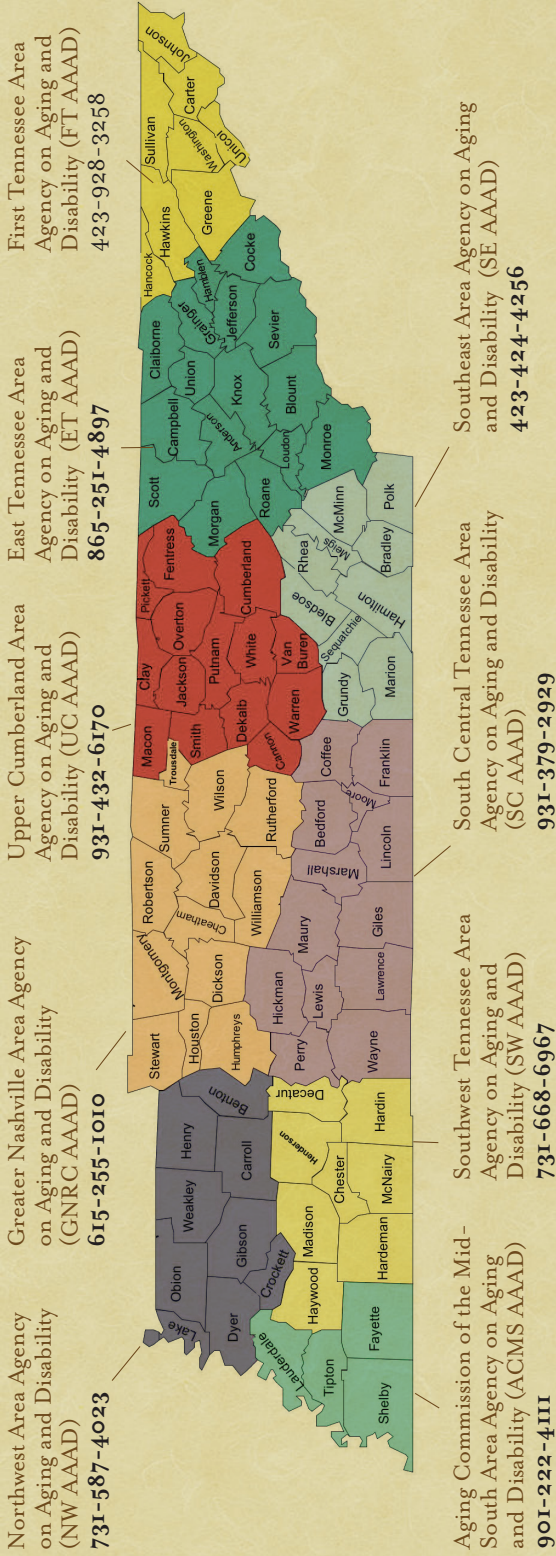 Northwest Area Agency
on Aging and Disability
(NW AAAD)
731-587-4023
Greater Nashville Area Agency
on Aging and Disability
(GNRC AAAD)
615-255-1010
Upper Cumberland Area
Agency on Aging and
Disability (UC AAAD)
931-432-6170
East Tennessee Area
Agency on Aging and
Disability (ET AAAD)
865-251-4897
First Tennessee Area
Agency on Aging and
Disability (FT AAAD)
423-928-3258
Lake
Obion
Weakley
Henry
Dyer
Gibson
Carroll
Benton
Crockett
Stewart
Montgomery
Robertson
Sumner
Trousdale
Houston
Dickson
Cheatham
Davidson
Wilson
Humphreys
Williamson
Rutherford
Macon
Clay
Pickett
Smith
Jackson
Overton
Fentress
Dekalb
Putnam
Cannon
White
Cumberland
Warren
Van
Buren
Scott
Campbell
Claiborne
Morgan
Anderson
Union
Grainger
Hamblen
Roane
Knox
Jefferson
Cocke
Loudon
Blount
Sevier
Monroe
Hancock
Hawkins
Sullivan
Johnson
Greene
Washington
Carter
Unicoi
Lauderdale
Tipton
Shelby
Fayette
Haywood
Madison
Henderson
Decatur
Chester
Hardeman
McNairy
Hardin
Perry
Hickman
Lewis
Maury
Marshall
Bedford
Coffee
Moore
Wayne
Lawrence
Giles
Lincoln
Franklin
Grundy
Sequatchie
Bledsoe
Rhea
Meigs
McMinn
Marion
Hamilton
Bradley
Polk
Aging Commission of the Mid-
South Area Agency on Aging
and Disability (ACMS AAAD)
901-222-4111
Southwest Tennessee Area
Agency on Aging and
Disability (SW AAAD)
731-668-6967
South Central Tennessee Area
Agency on Aging and Disability
(SC AAAD)
931-379-2929
Southeast Area Agency on Aging
and Disability (SE AAAD)
423-424-4256